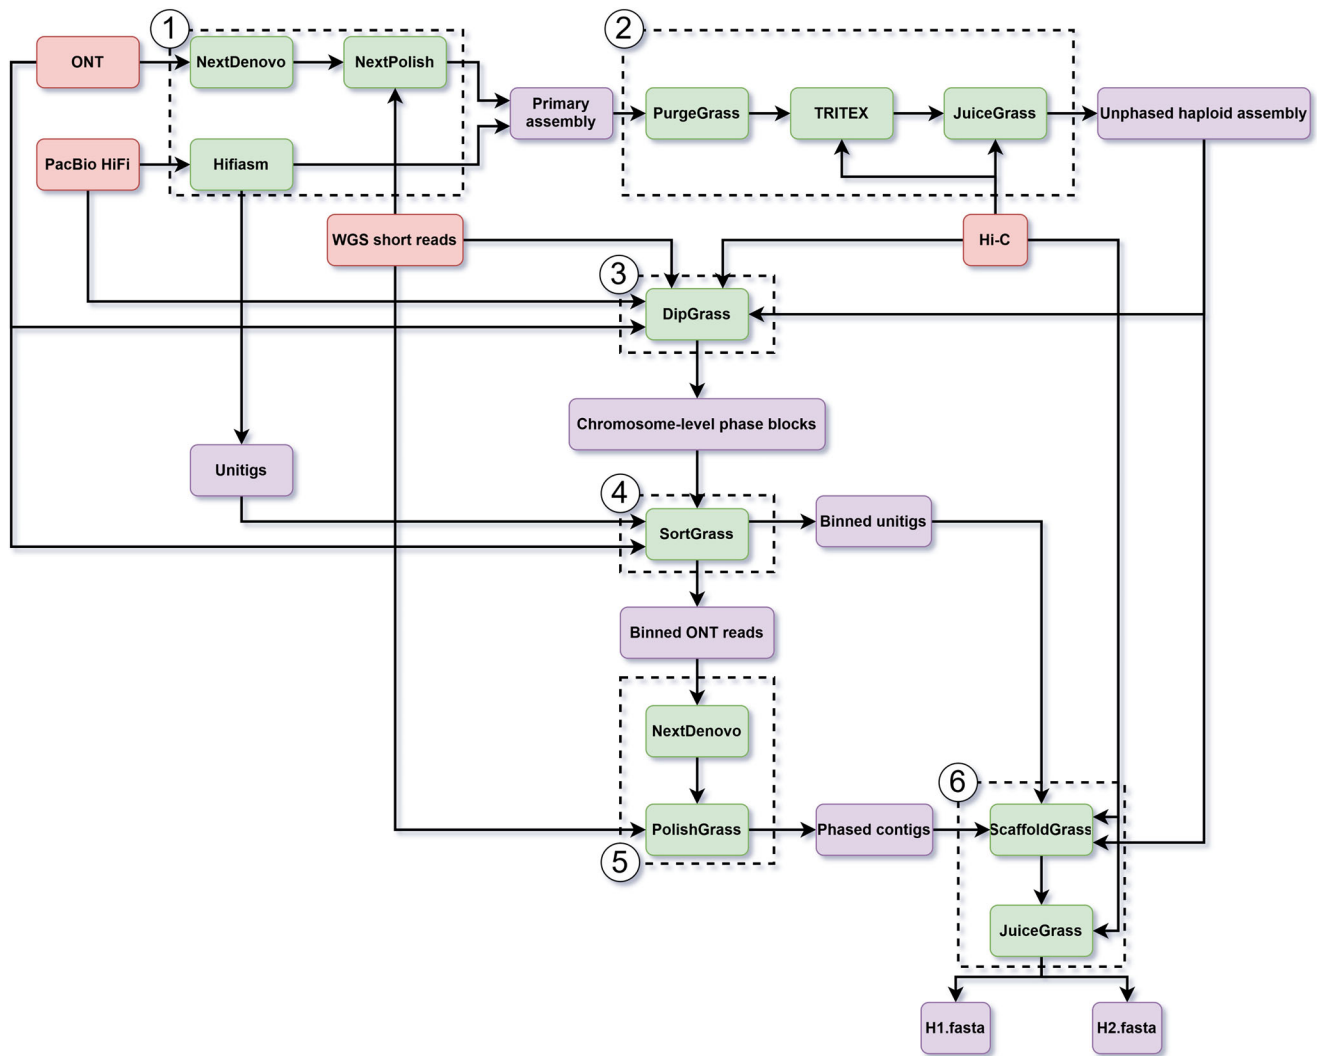 1
2
ONT
NextDenovo
NextPolish
Primary
assembly
PurgeGrass
TRITEX
JuiceGrass
Unphased haploid assembly
PacBio HiFi
Hifiasm
WGS short reads
Hi-C
3
DipGrass
Chromosome-level phase blocks
Unitigs
4
SortGrass
Binned unitigs
Binned ONT reads
NextDenovo
6
PolishGrass
Phased contigs
ScaffoldGrass
5
JuiceGrass
H1.fasta
H2.fasta